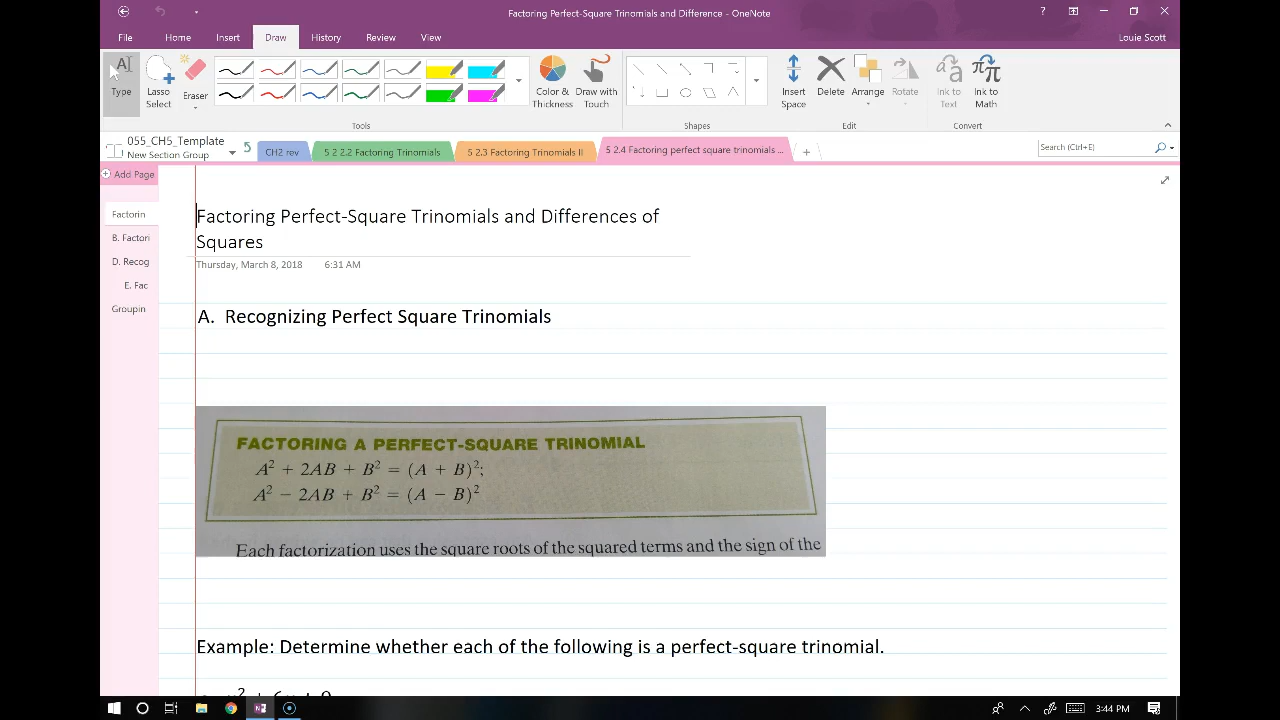 Factoring Perfect-Square Trinomials and Difference - OneNote
?
File Home Insert Draw History Review View
Louie Scott
Type
Lasso Select
Eraser
Color & Thickness
Draw with Touch
Insert Space
Delete
Arrange
Rotate
Ink to Text
Ink to Math
Tools
Shapes
Edit
Convert
055_CH5_Template
New Section Group
CH2 rev
5 2 2.2 Factoring Trinomials
5 2.3 Factoring Trinomials II
5 2.4 Factoring perfect square trinomials ...
Search (Ctrl+E)
Add Page
Factorin
B. Factori
D. Recog
E. Fac
Groupin
Factoring Perfect-Square Trinomials and Differences of
Squares
Thursday, March 8, 2018 6:31 AM
A. Recognizing Perfect Square Trinomials
FACTORING A PERFECT-SQUARE TRINOMIAL
A² + 2AB + B² = (A + B)²;
A² − 2AB + B² = (A − B)²
Each factorization uses the square roots of the squared terms and the sign of the
Example: Determine whether each of the following is a perfect-square trinomial.
3:44 PM